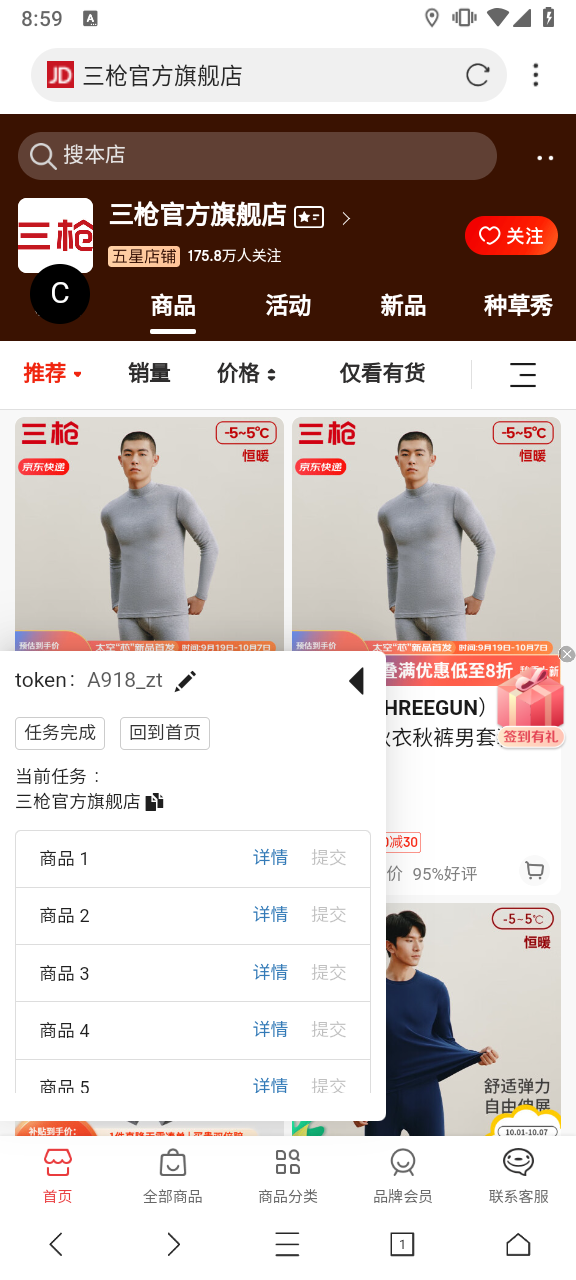 8:59
A
JD 三枪官方旗舰店
搜本店
三枪
三枪官方旗舰店
五星店铺 175.8万人关注
关注
C
商品 活动 新品 种草秀
推荐 销量 价格 仅看有货
三枪 -5~5℃
恒暖
京东快递
预估到手价
太空“芯”新品首发 时间:9月19日-10月7日
三枪 -5~5℃
恒暖
京东快递
预估到手价
太空“芯”新品首发 时间:9月19日-10月7日
token： A918_zt
任务完成 回到首页
当前任务：
三枪官方旗舰店
商品 1 详情 提交
商品 2 详情 提交
商品 3 详情 提交
商品 4 详情 提交
商品 5 详情 提交
叠满优惠低至8折
HREEGUN）
衣秋裤男套
签到有礼
减30
价 95%好评
-5~5℃
恒暖
舒适弹力
自由伸展
10.01-10.07
补贴到手价:
首页 全部商品 商品分类 品牌会员 联系客服
1